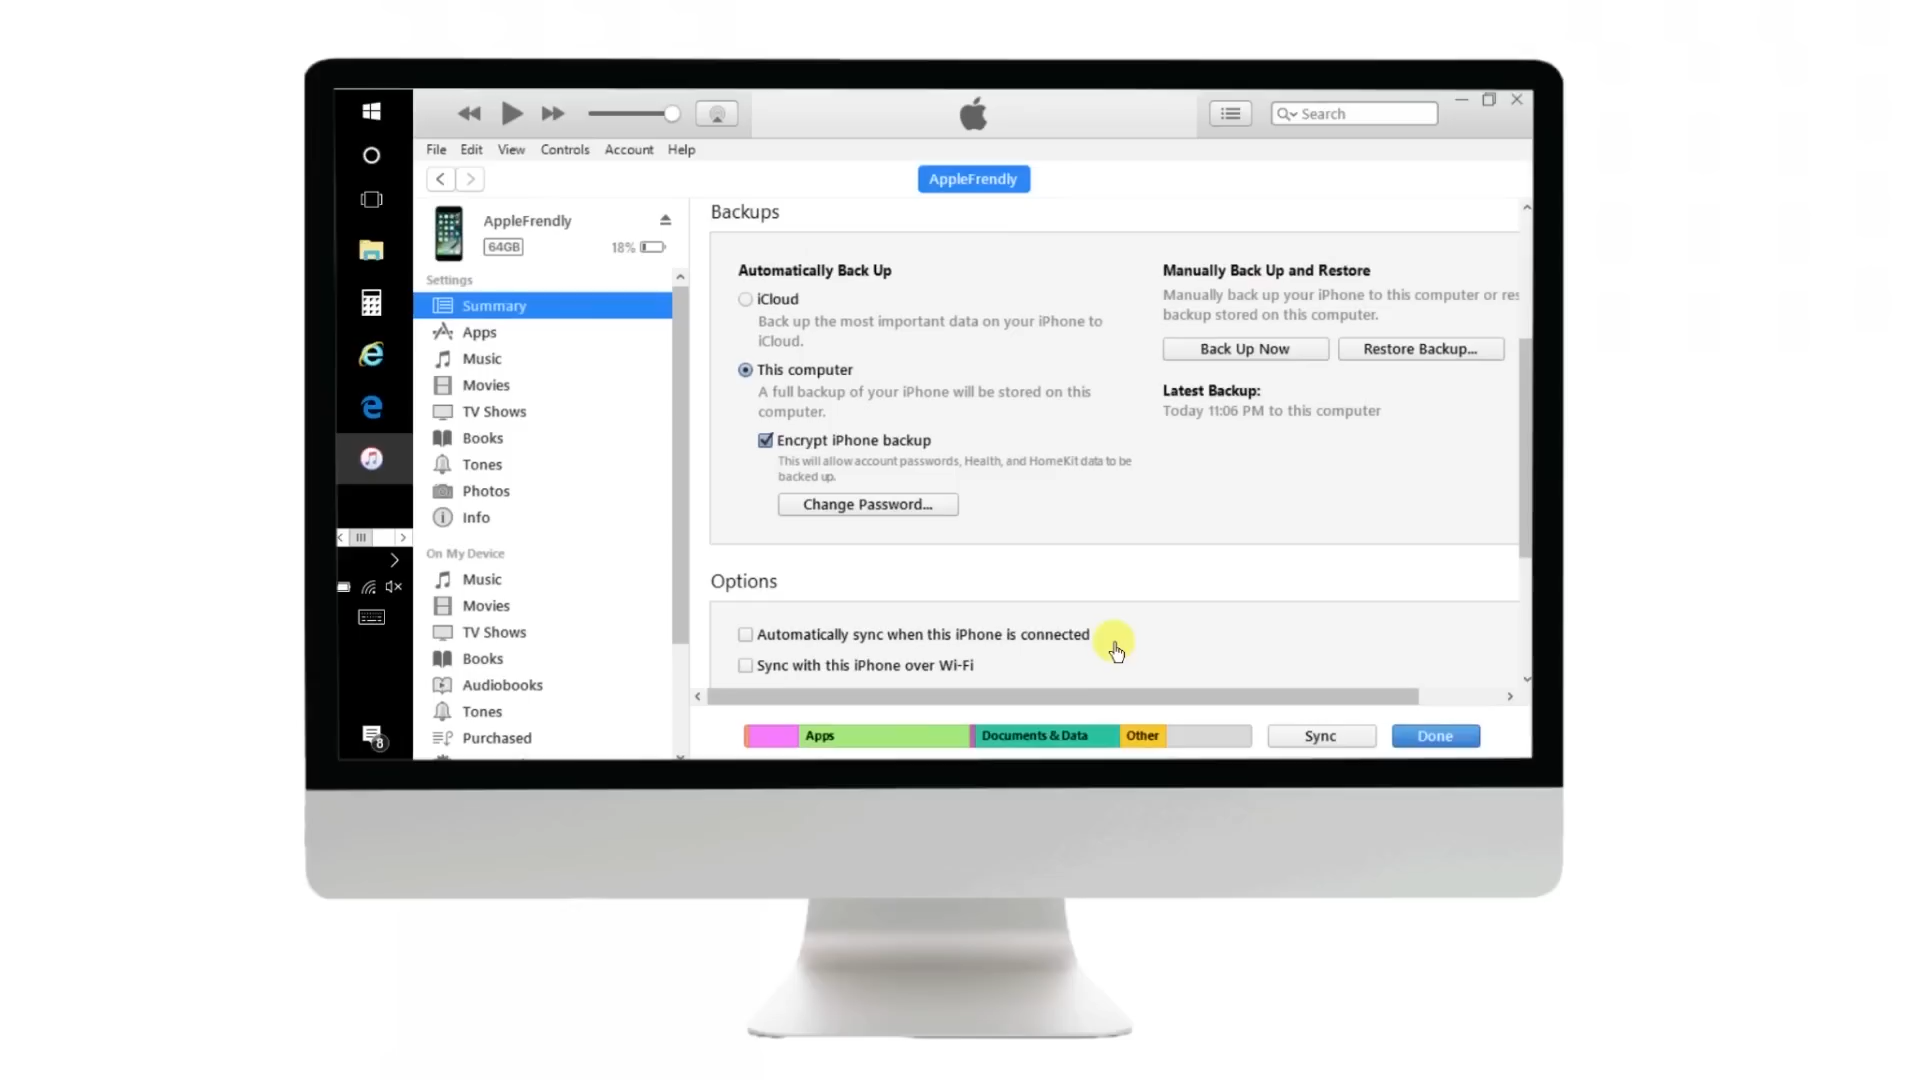 Search
File Edit View Controls Account Help
AppleFrendly
AppleFrendly
64GB
18%
Settings
Summary
Apps
Music
Movies
TV Shows
Books
Tones
Photos
Info
On My Device
Music
Movies
TV Shows
Books
Audiobooks
Tones
Purchased
8
Backups
Automatically Back Up
iCloud
Back up the most important data on your iPhone to
iCloud.
This computer
A full backup of your iPhone will be stored on this
computer.
Encrypt iPhone backup
This will allow account passwords, Health, and HomeKit data to be
backed up.
Change Password...
Manually Back Up and Restore
Manually back up your iPhone to this computer or res
backup stored on this computer.
Back Up Now Restore Backup...
Latest Backup:
Today 11:06 PM to this computer
Options
Automatically sync when this iPhone is connected
Sync with this iPhone over Wi-Fi
Apps Documents & Data Other Sync Done